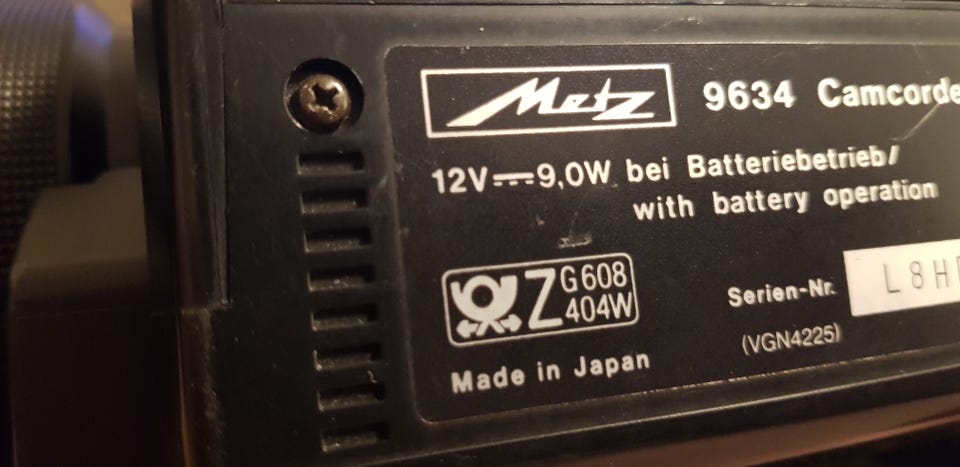 Metz 9634 Camcorde
12V⎓9,0W bei Batteriebetrieb/
with battery operation
Z G608
404W
Serien-Nr. L8H
(VGN4225)
Made in Japan